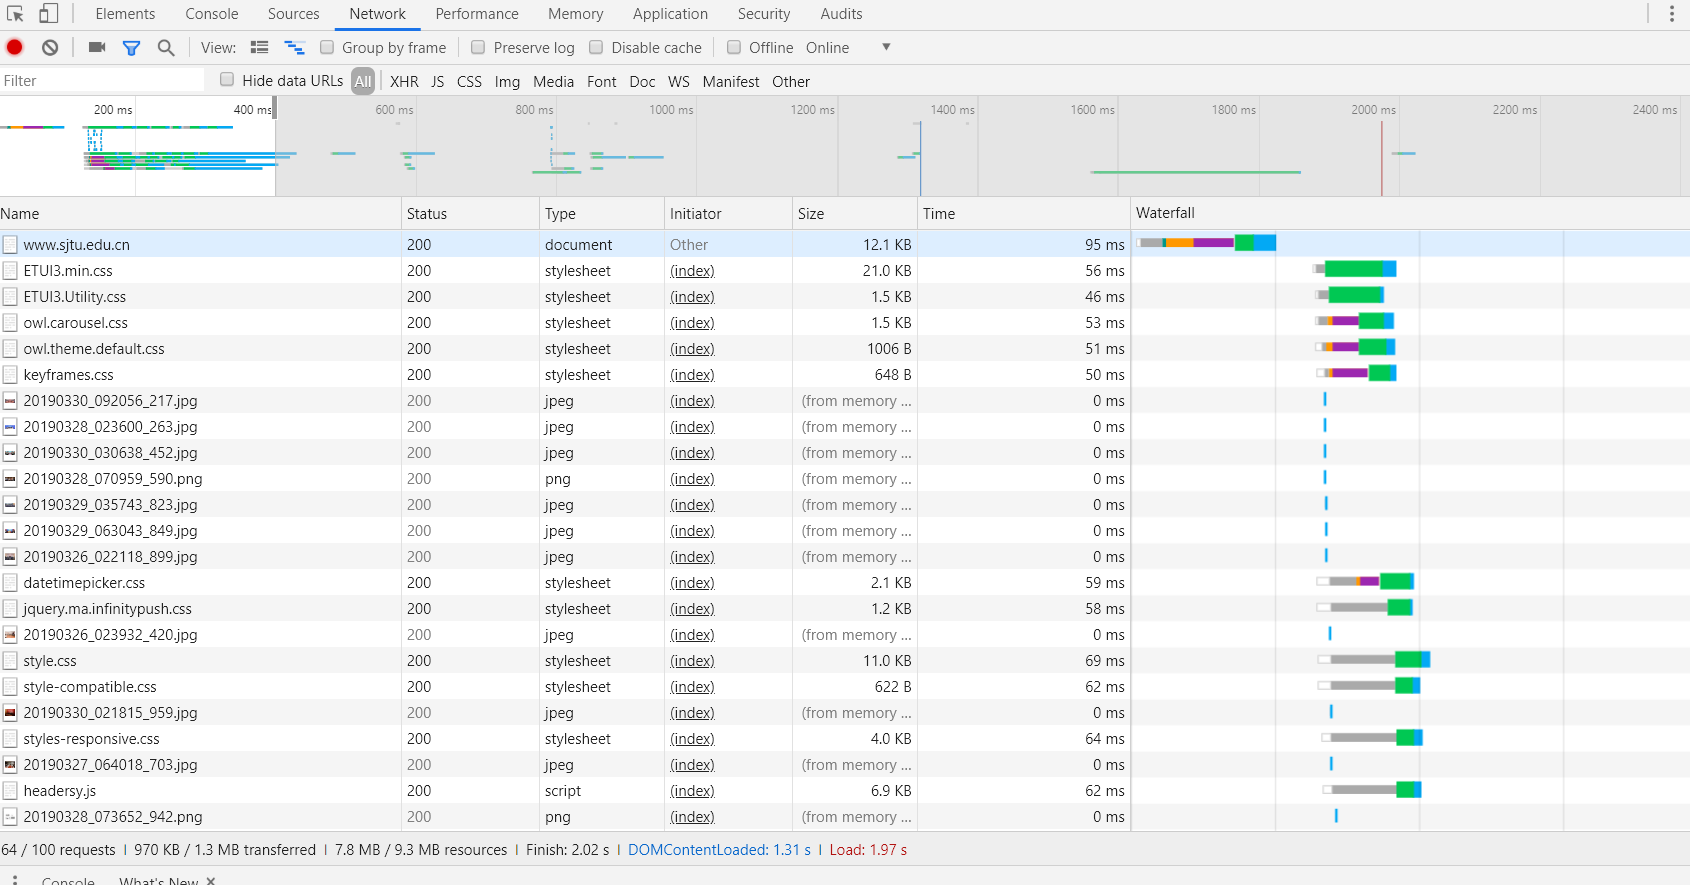 Elements Console Sources Network Performance Memory Application Security Audits
View: Group by frame Preserve log Disable cache Offline Online
Filter Hide data URLs All XHR JS CSS Img Media Font Doc WS Manifest Other
200 ms 400 ms 600 ms 800 ms 1000 ms 1200 ms 1400 ms 1600 ms 1800 ms 2000 ms 2200 ms 2400 ms
Name Status Type Initiator Size Time Waterfall
www.sjtu.edu.cn 200 document Other 12.1 KB 95 ms
ETUI3.min.css 200 stylesheet (index) 21.0 KB 56 ms
ETUI3.Utility.css 200 stylesheet (index) 1.5 KB 46 ms
owl.carousel.css 200 stylesheet (index) 1.5 KB 53 ms
owl.theme.default.css 200 stylesheet (index) 1006 B 51 ms
keyframes.css 200 stylesheet (index) 648 B 50 ms
20190330_092056_217.jpg 200 jpeg (index) (from memory ... 0 ms
20190328_023600_263.jpg 200 jpeg (index) (from memory ... 0 ms
20190330_030638_452.jpg 200 jpeg (index) (from memory ... 0 ms
20190328_070959_590.png 200 png (index) (from memory ... 0 ms
20190329_035743_823.jpg 200 jpeg (index) (from memory ... 0 ms
20190329_063043_849.jpg 200 jpeg (index) (from memory ... 0 ms
20190326_022118_899.jpg 200 jpeg (index) (from memory ... 0 ms
datetimepicker.css 200 stylesheet (index) 2.1 KB 59 ms
jquery.ma.infinitypush.css 200 stylesheet (index) 1.2 KB 58 ms
20190326_023932_420.jpg 200 jpeg (index) (from memory ... 0 ms
style.css 200 stylesheet (index) 11.0 KB 69 ms
style-compatible.css 200 stylesheet (index) 622 B 62 ms
20190330_021815_959.jpg 200 jpeg (index) (from memory ... 0 ms
styles-responsive.css 200 stylesheet (index) 4.0 KB 64 ms
20190327_064018_703.jpg 200 jpeg (index) (from memory ... 0 ms
headersy.js 200 script (index) 6.9 KB 62 ms
20190328_073652_942.png 200 png (index) (from memory ... 0 ms
64 / 100 requests | 970 KB / 1.3 MB transferred | 7.8 MB / 9.3 MB resources | Finish: 2.02 s | DOMContentLoaded: 1.31 s | Load: 1.97 s
Console What's New ×